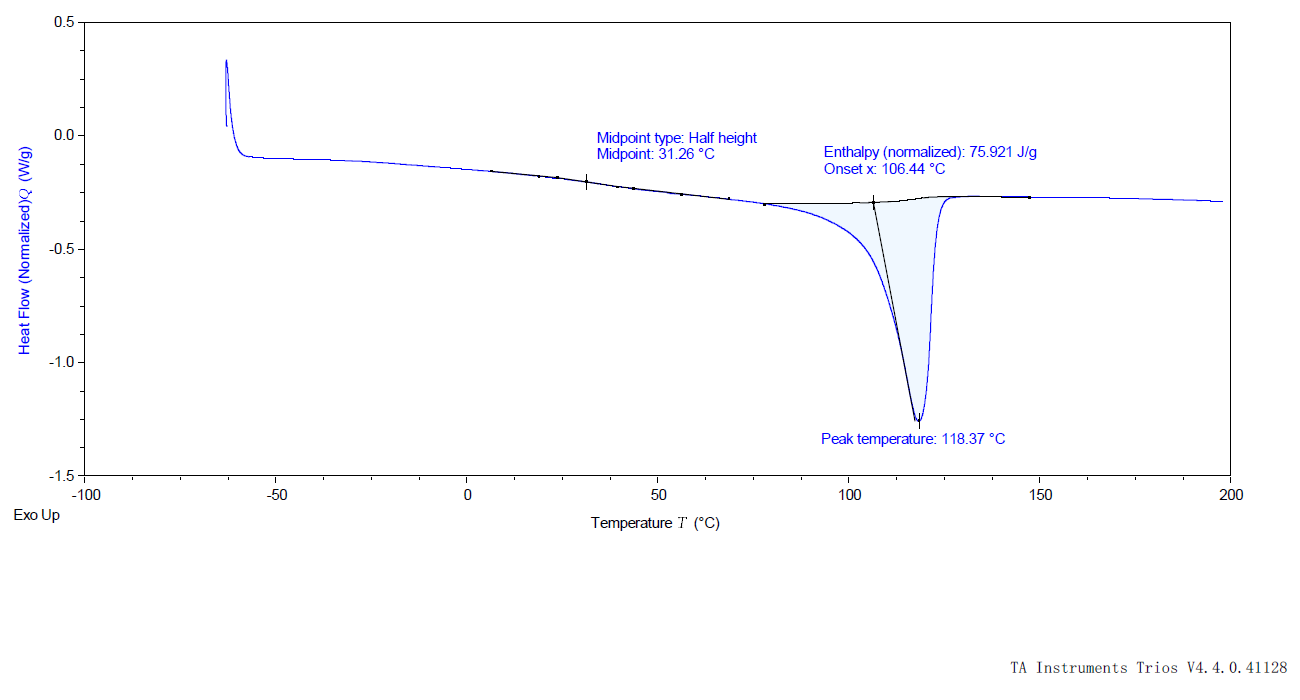 0.5
0.0
-0.5
-1.0
-1.5
Heat Flow (Normalized)Q (W/g)
Midpoint type: Half height
Midpoint: 31.26 °C
Enthalpy (normalized): 75.921 J/g
Onset x: 106.44 °C
Peak temperature: 118.37 °C
-100 -50 0 50 100 150 200
Exo Up
Temperature T (°C)
TA Instruments Trios V4.4.0.41128